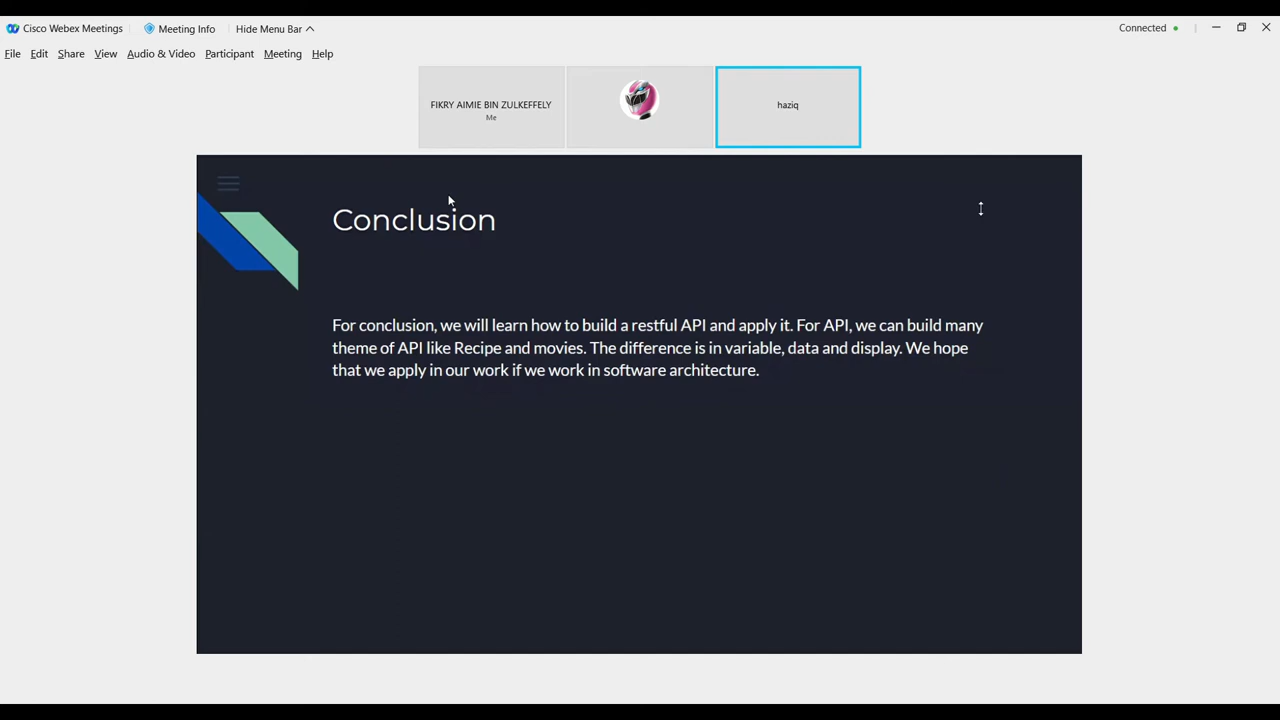 Cisco Webex Meetings Meeting Info Hide Menu Bar Connected
File Edit Share View Audio & Video Participant Meeting Help
FIKRY AIMIE BIN ZULKEFFELY
Me
haziq
Conclusion
For conclusion, we will learn how to build a restful API and apply it. For API, we can build many
theme of API like Recipe and movies. The difference is in variable, data and display. We hope
that we apply in our work if we work in software architecture.